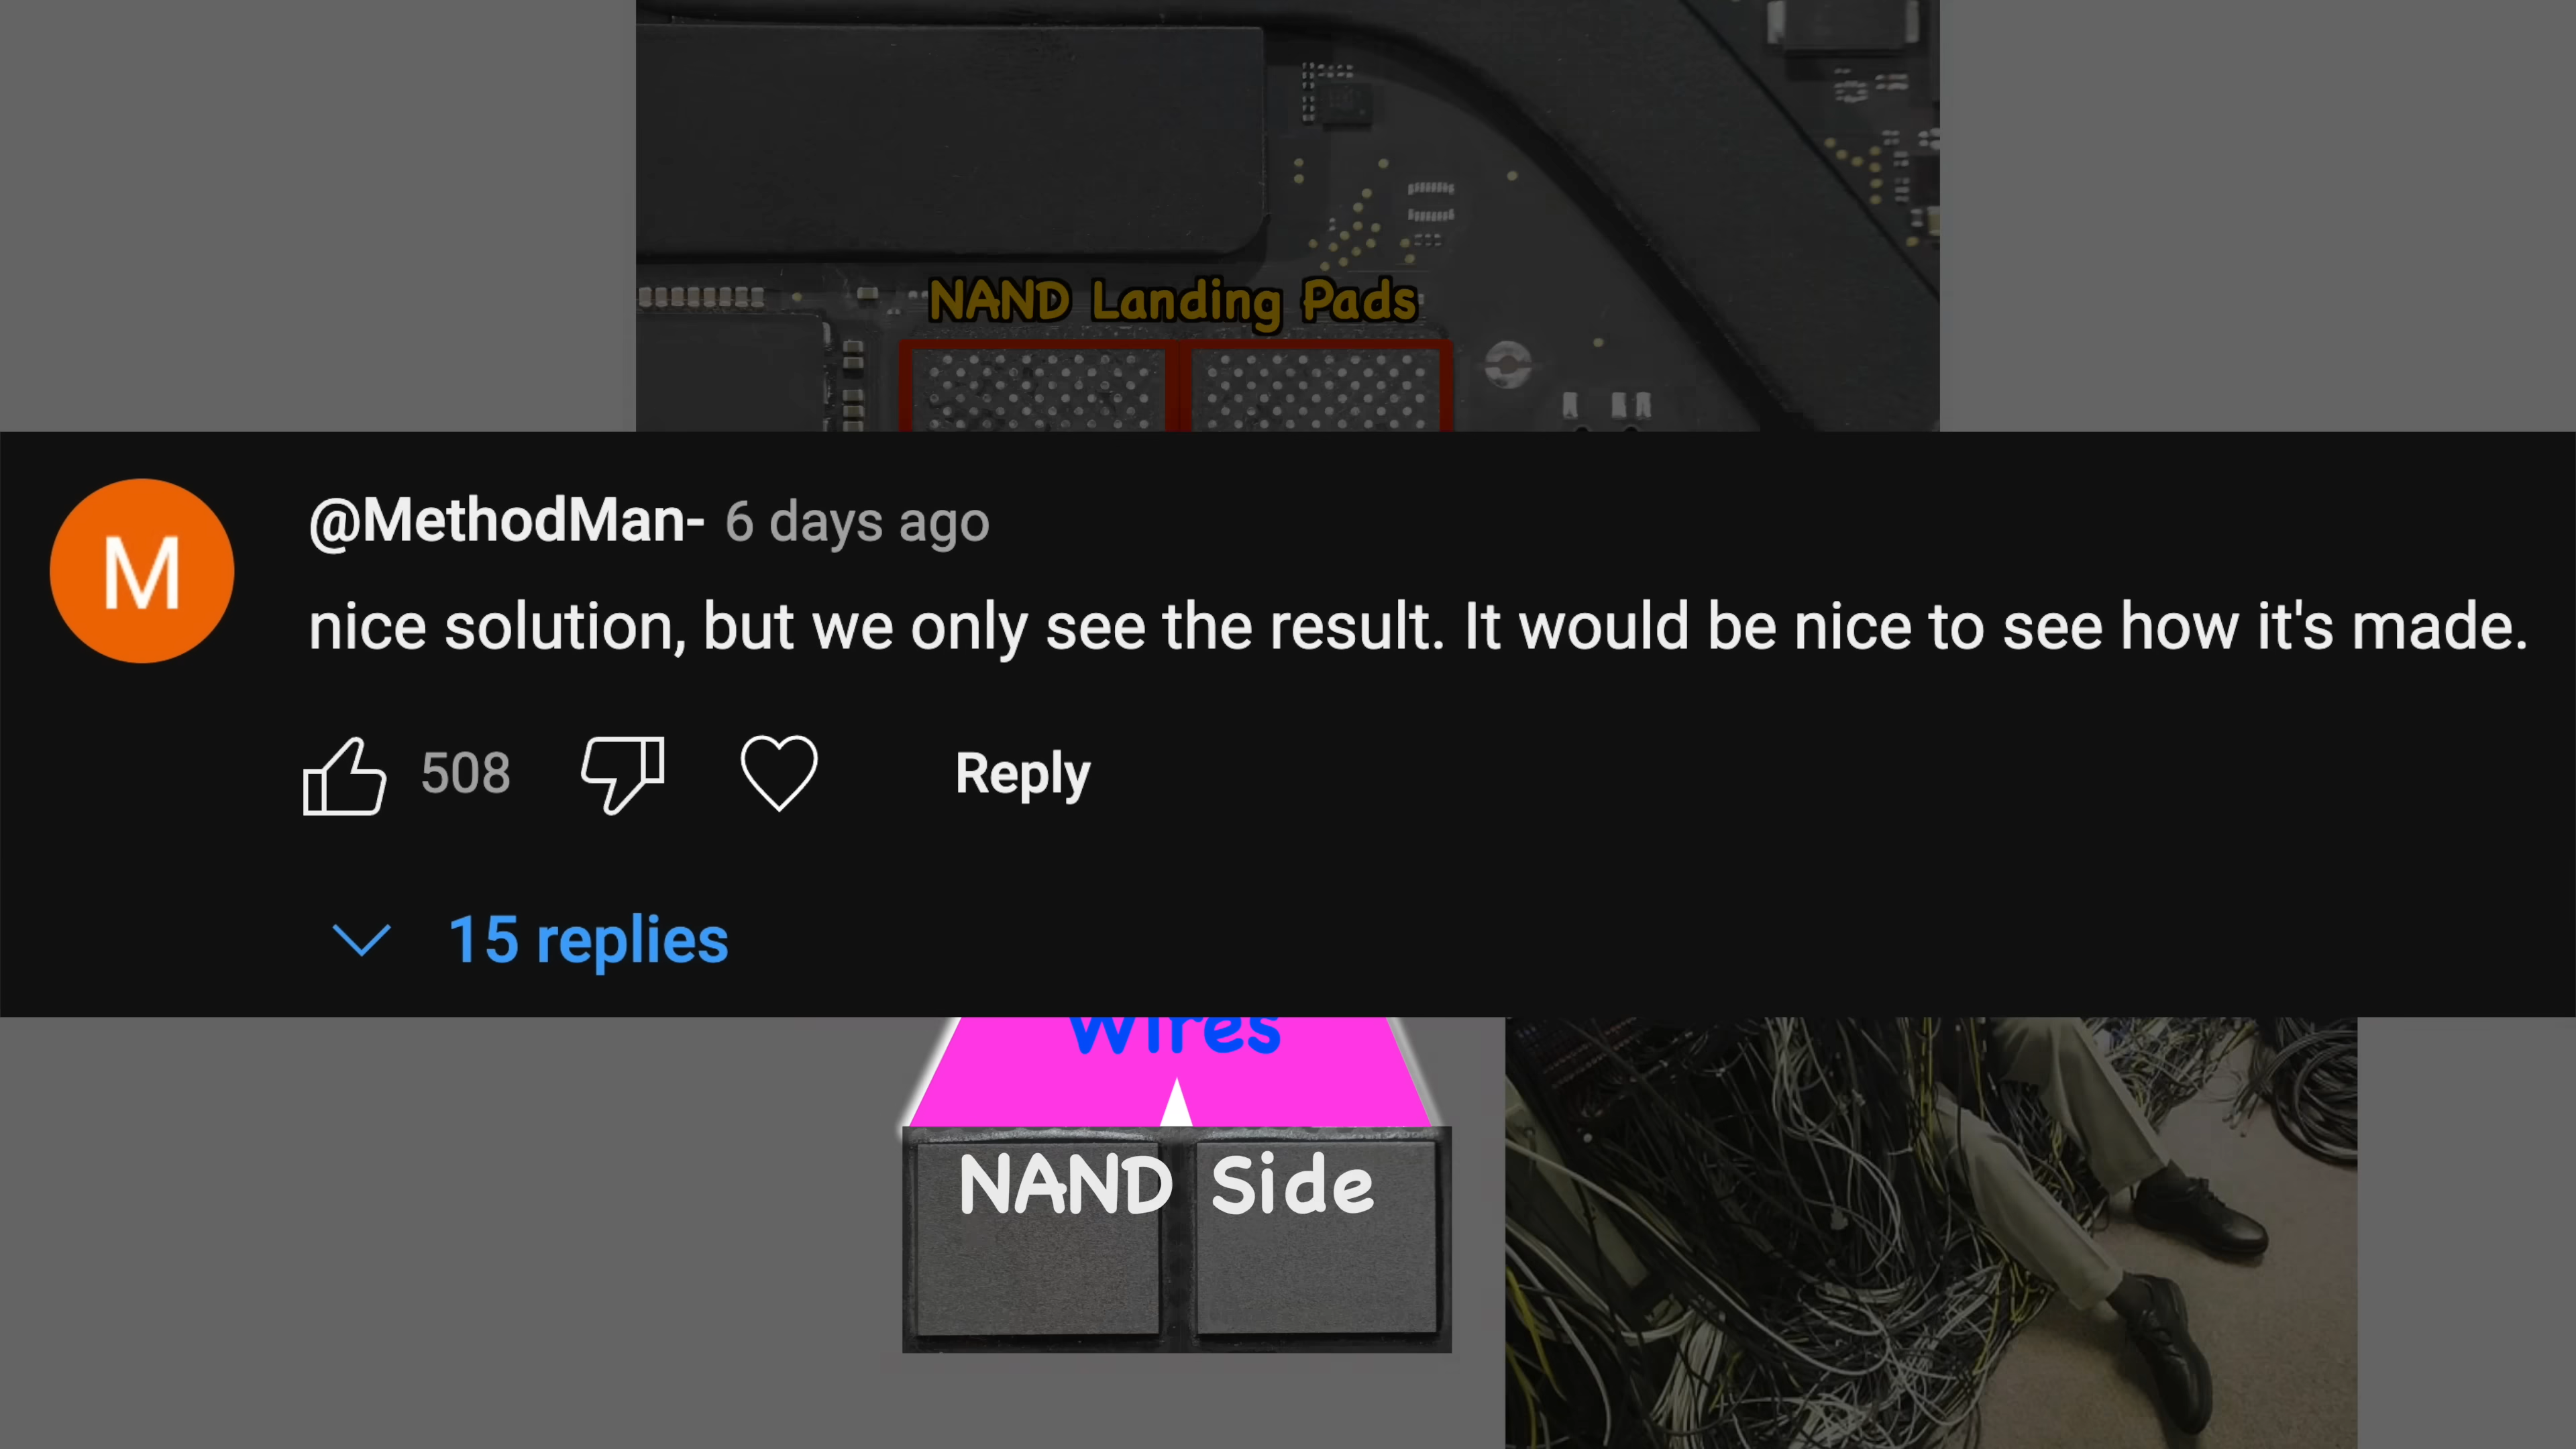 NAND Landing Pads
M
@MethodMan- 6 days ago
nice solution, but we only see the result. It would be nice to see how it's made.
508
Reply
15 replies
Wires
NAND Side